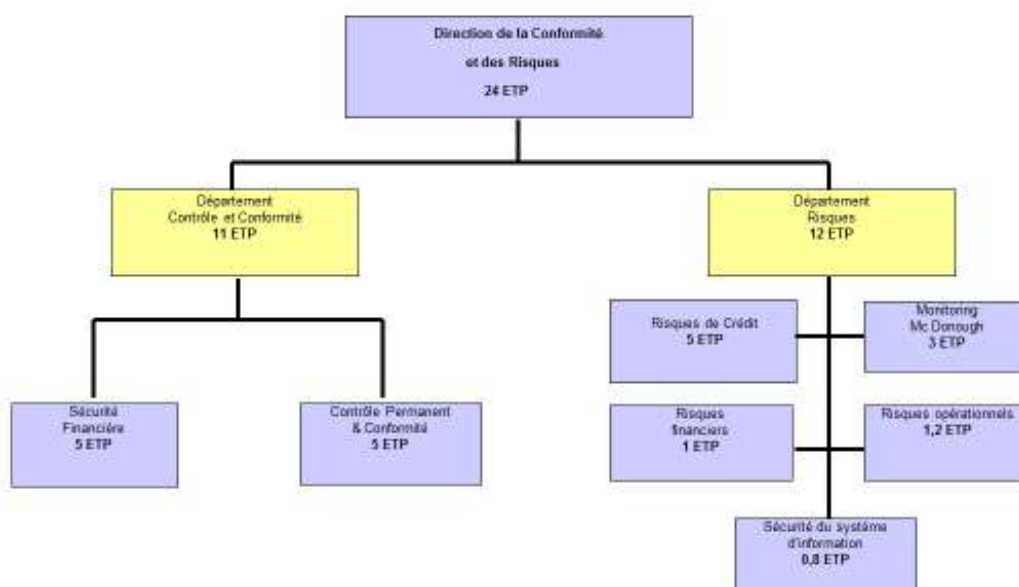 Direction de la Conformité
et des Risques
24 ETP
Département
Contrôle et Conformité
11 ETP
Département
Risques
12 ETP
Risques de Crédit
5 ETP
Monitoring
Mc Donough
3 ETP
Sécurité
Financière
5 ETP
Contrôle Permanent
& Conformité
5 ETP
Risques
financiers
1 ETP
Risques opérationnels
1,2 ETP
Sécurité du système
d'information
0,8 ETP